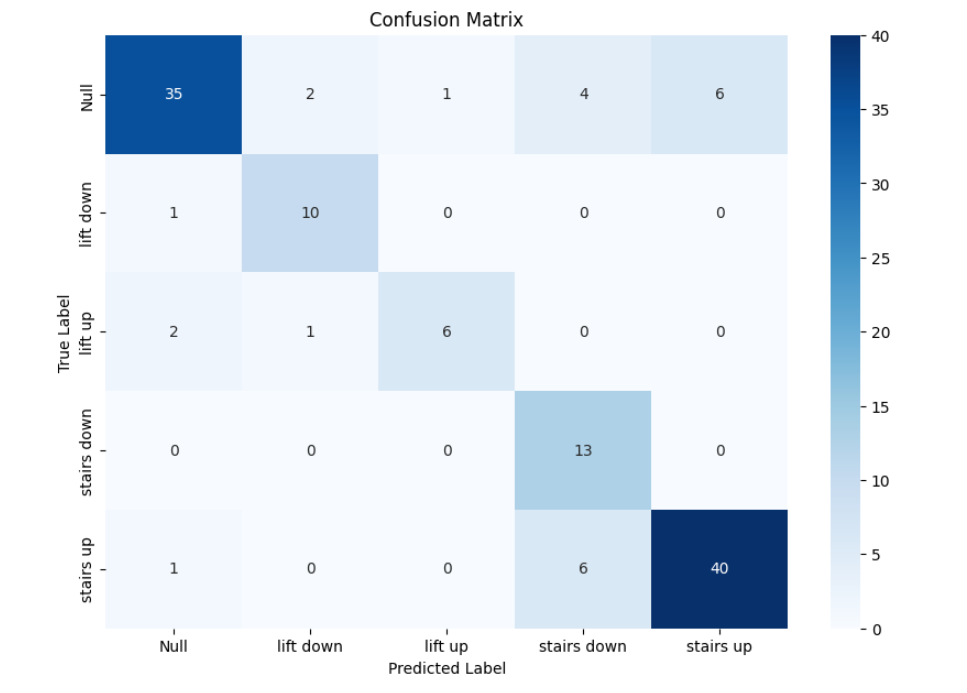 Confusion Matrix
Null
35 2 1 4 6
lift down
1 10 0 0 0
True Label
lift up
2 1 6 0 0
stairs down
0 0 0 13 0
stairs up
1 0 0 6 40
Null lift down lift up stairs down stairs up
Predicted Label
40
35
30
25
20
15
10
5
0